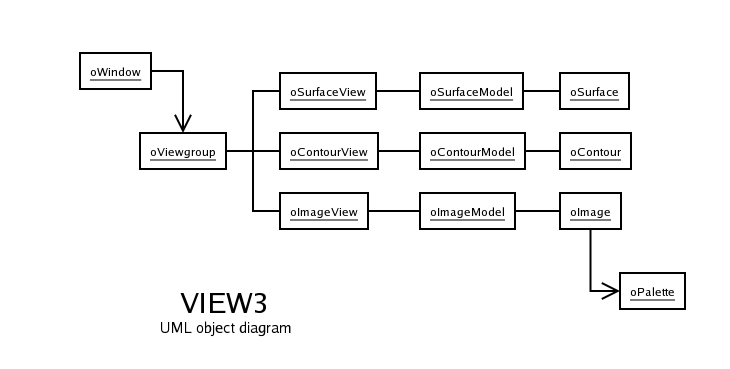 oWindow
oSurfaceView
oSurfaceModel
oSurface
oViewgroup
oContourView
oContourModel
oContour
oImageView
oImageModel
oImage
oPalette
VIEW3
UML object diagram